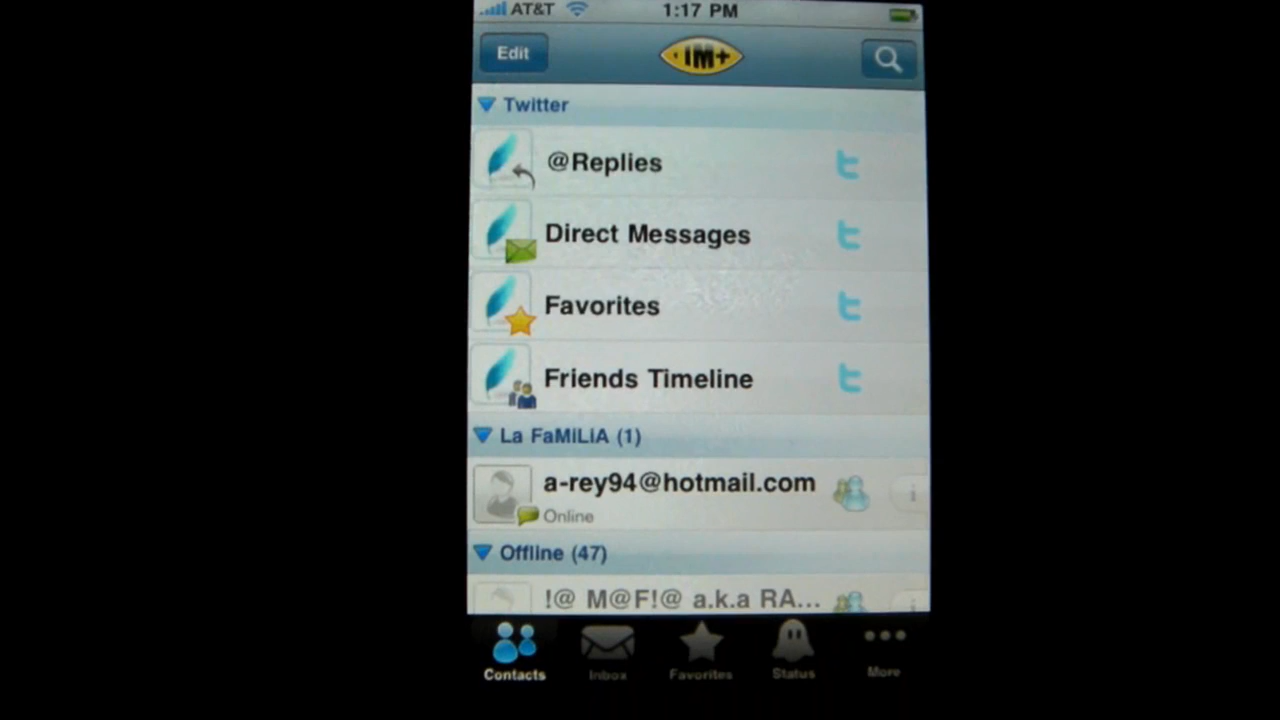 AT&T 1:17 PM
Edit IM+
Twitter
@Replies
Direct Messages
Favorites
Friends Timeline
La FaMiLiA (1)
a-rey94@hotmail.com
Online
Offline (47)
!@ M@F!@ a.k.a RA...
Contacts Inbox Favorites Status More